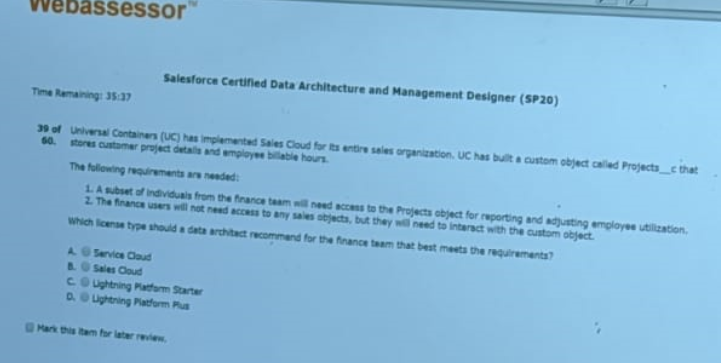 Webassessor™
Salesforce Certified Data Architecture and Management Designer (SP20)
Time Remaining: 35:37
39 of 60. Universal Containers (UC) has implemented Sales Cloud for its entire sales organization. UC has built a custom object called Projects__c that
stores customer project details and employee billable hours.
The following requirements are needed:
1. A subset of individuals from the finance team will need access to the Projects object for reporting and adjusting employee utilization.
2. The finance users will not need access to any sales objects, but they will need to interact with the custom object.
Which license type should a data architect recommend for the finance team that best meets the requirements?
A. Service Cloud
B. Sales Cloud
C. Lightning Platform Starter
D. Lightning Platform Plus
Mark this item for later review.